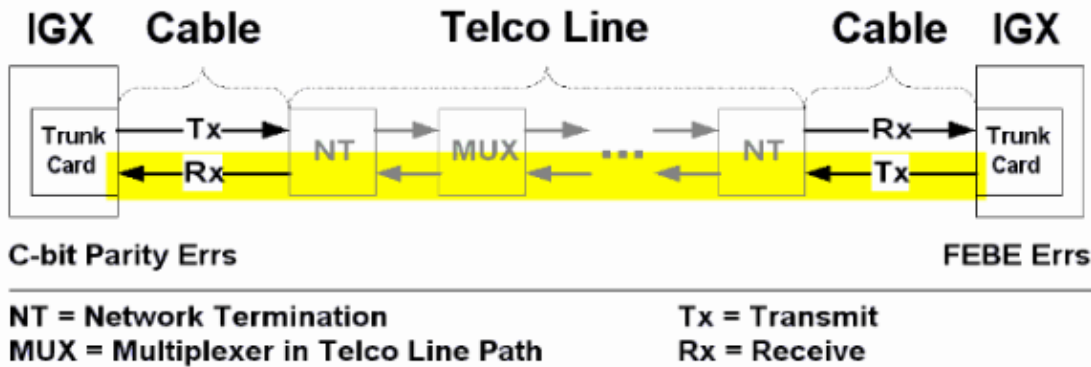 IGX Cable Telco Line Cable IGX
Trunk Card
Tx
Rx
NT
MUX
...
NT
Rx
Tx
Trunk Card
C-bit Parity Errs FEBE Errs
NT = Network Termination Tx = Transmit
MUX = Multiplexer in Telco Line Path Rx = Receive